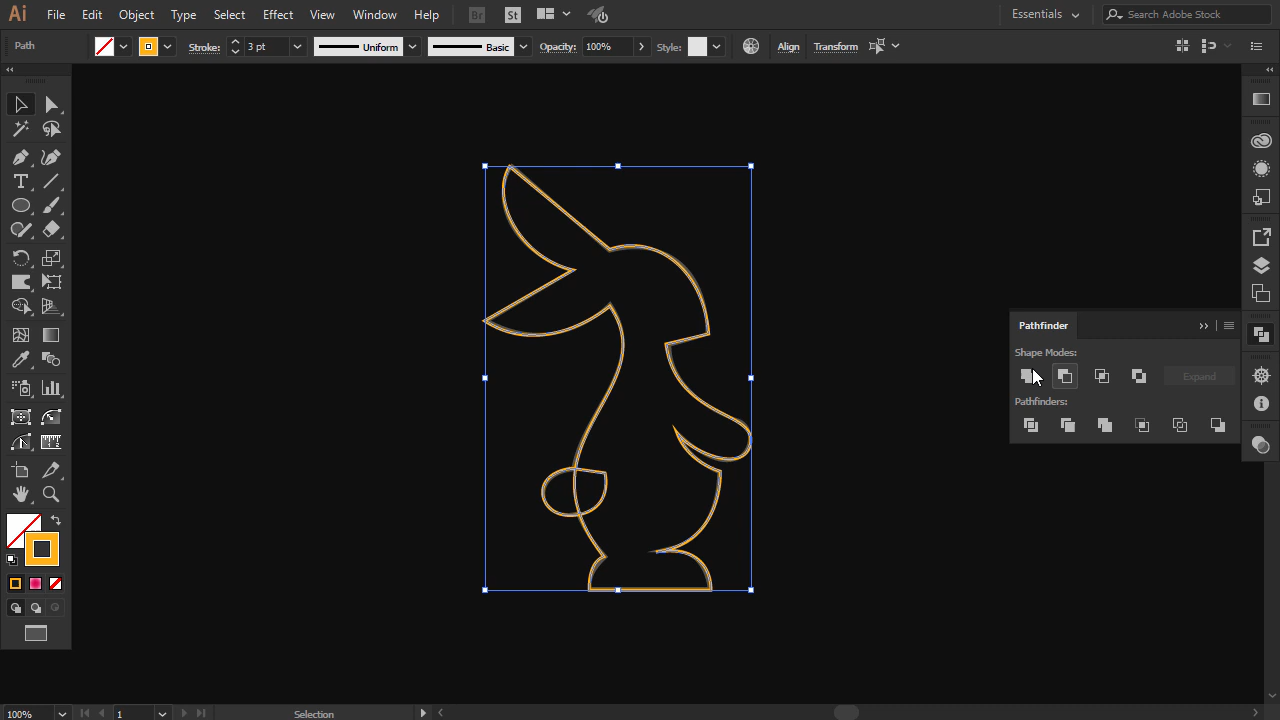 Ai File Edit Object Type Select Effect View Window Help Br St Essentials Search Adobe Stock
Path Stroke: 3 pt Uniform Basic Opacity: 100% Style: Align Transform
Pathfinder
Shape Modes:
Expand
Pathfinders:
100% 1 Selection